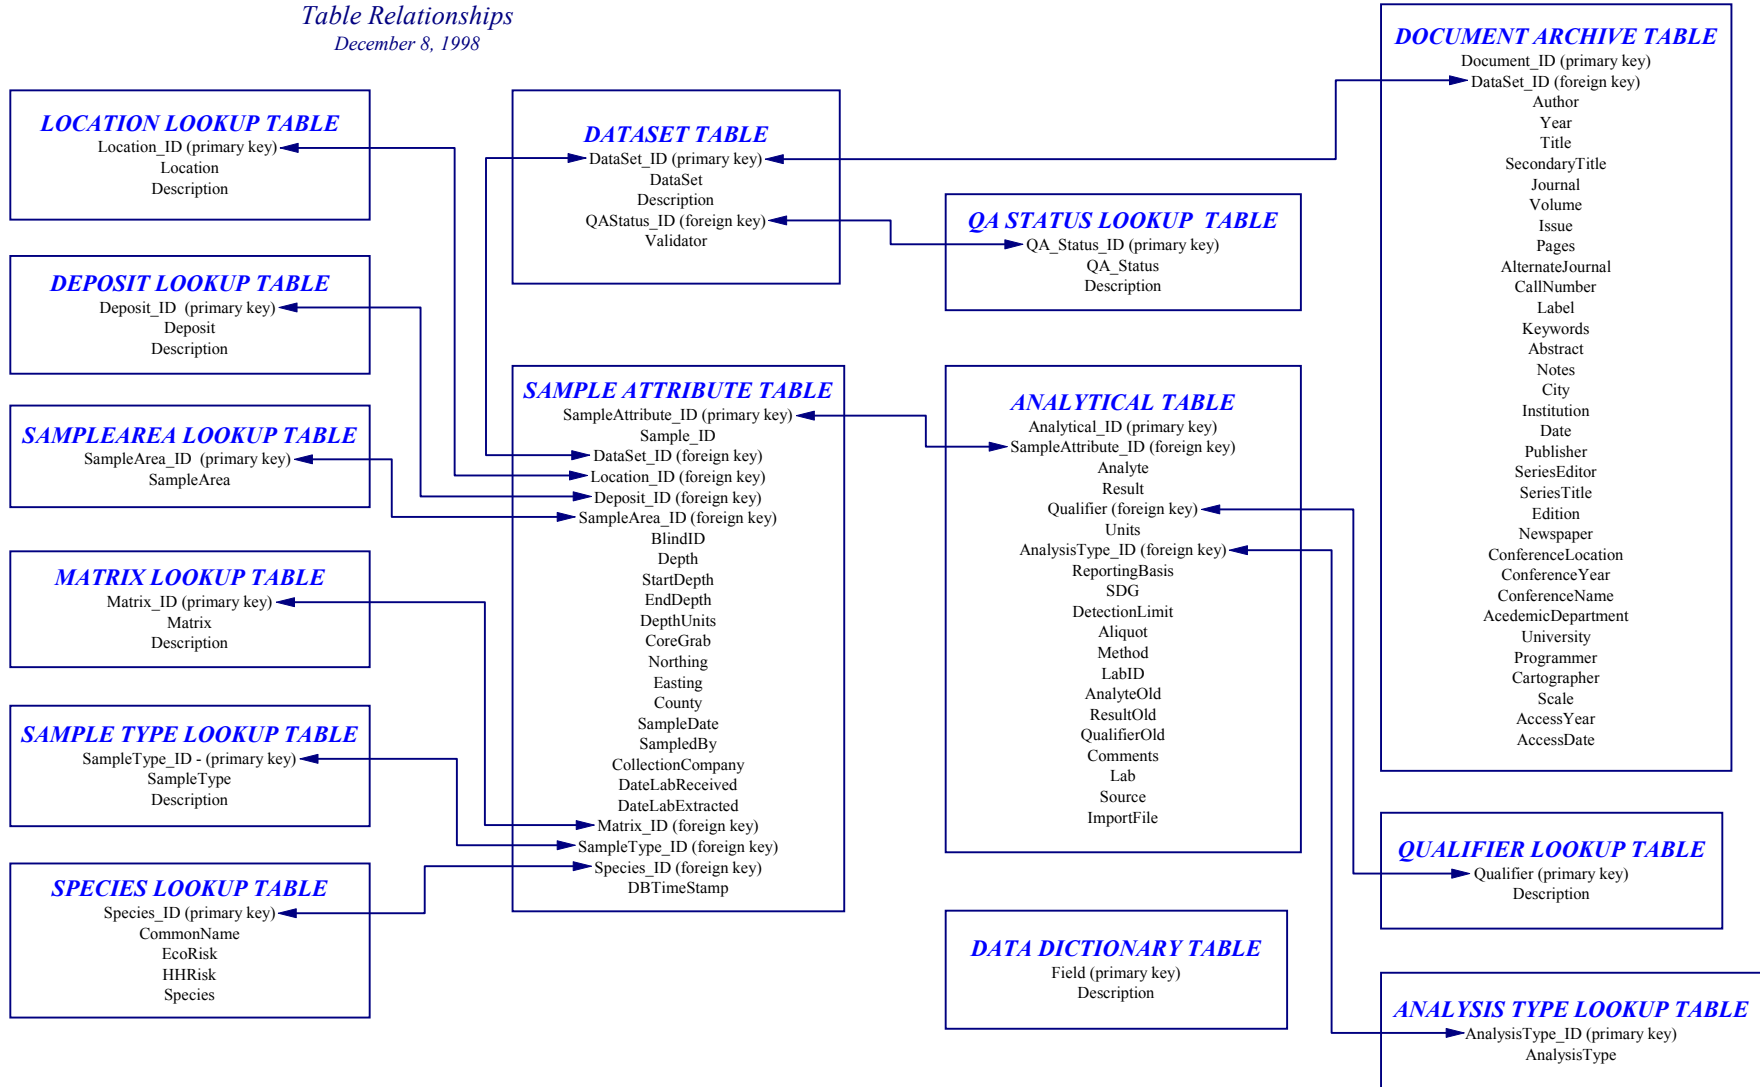 Table Relationships
December 8, 1998
LOCATION LOOKUP TABLE
Location_ID (primary key)
Location
Description
DEPOSIT LOOKUP TABLE
Deposit_ID  (primary key)
Deposit
Description
SAMPLEAREA LOOKUP TABLE
SampleArea_ID  (primary key)
SampleArea
MATRIX LOOKUP TABLE
Matrix_ID (primary key)
Matrix
Description
SAMPLE TYPE LOOKUP TABLE
SampleType_ID - (primary key)
SampleType
Description
SPECIES LOOKUP TABLE
Species_ID (primary key)
CommonName
EcoRisk
HHRisk
Species
DATASET TABLE
DataSet_ID (primary key)
DataSet
Description
QAStatus_ID (foreign key)
Validator
SAMPLE ATTRIBUTE TABLE
SampleAttribute_ID (primary key)
Sample_ID
DataSet_ID (foreign key)
Location_ID (foreign key)
Deposit_ID (foreign key)
SampleArea_ID (foreign key)
BlindID
Depth
StartDepth
EndDepth
DepthUnits
CoreGrab
Northing
Easting
County
SampleDate
SampledBy
CollectionCompany
DateLabReceived
DateLabExtracted
Matrix_ID (foreign key)
SampleType_ID (foreign key)
Species_ID (foreign key)
DBTimeStamp
QA STATUS LOOKUP  TABLE
QA_Status_ID (primary key)
QA_Status
Description
ANALYTICAL TABLE
Analytical_ID (primary key)
SampleAttribute_ID (foreign key)
Analyte
Result
Qualifier (foreign key)
Units
AnalysisType_ID (foreign key)
ReportingBasis
SDG
DetectionLimit
Aliquot
Method
LabID
AnalyteOld
ResultOld
QualifierOld
Comments
Lab
Source
ImportFile
DATA DICTIONARY TABLE
Field (primary key)
Description
DOCUMENT ARCHIVE TABLE
Document_ID (primary key)
DataSet_ID (foreign key)
Author
Year
Title
SecondaryTitle
Journal
Volume
Issue
Pages
AlternateJournal
CallNumber
Label
Keywords
Abstract
Notes
City
Institution
Date
Publisher
SeriesEditor
SeriesTitle
Edition
Newspaper
ConferenceLocation
ConferenceYear
ConferenceName
AcedemicDepartment
University
Programmer
Cartographer
Scale
AccessYear
AccessDate
QUALIFIER LOOKUP TABLE
Qualifier (primary key)
Description
ANALYSIS TYPE LOOKUP TABLE
AnalysisType_ID (primary key)
AnalysisType